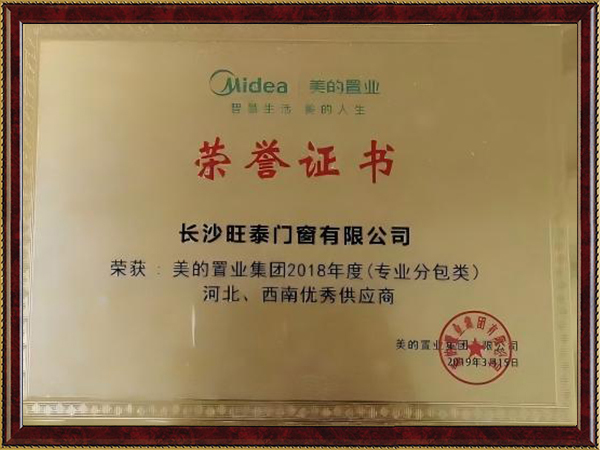 Midea 美的置业
智慧生活 美的人生
荣誉证书
长沙旺泰门窗有限公司
荣获：美的置业集团2018年度(专业分包类)
河北、西南优秀供应商
美的置业集团有限公司
2019年3月15日